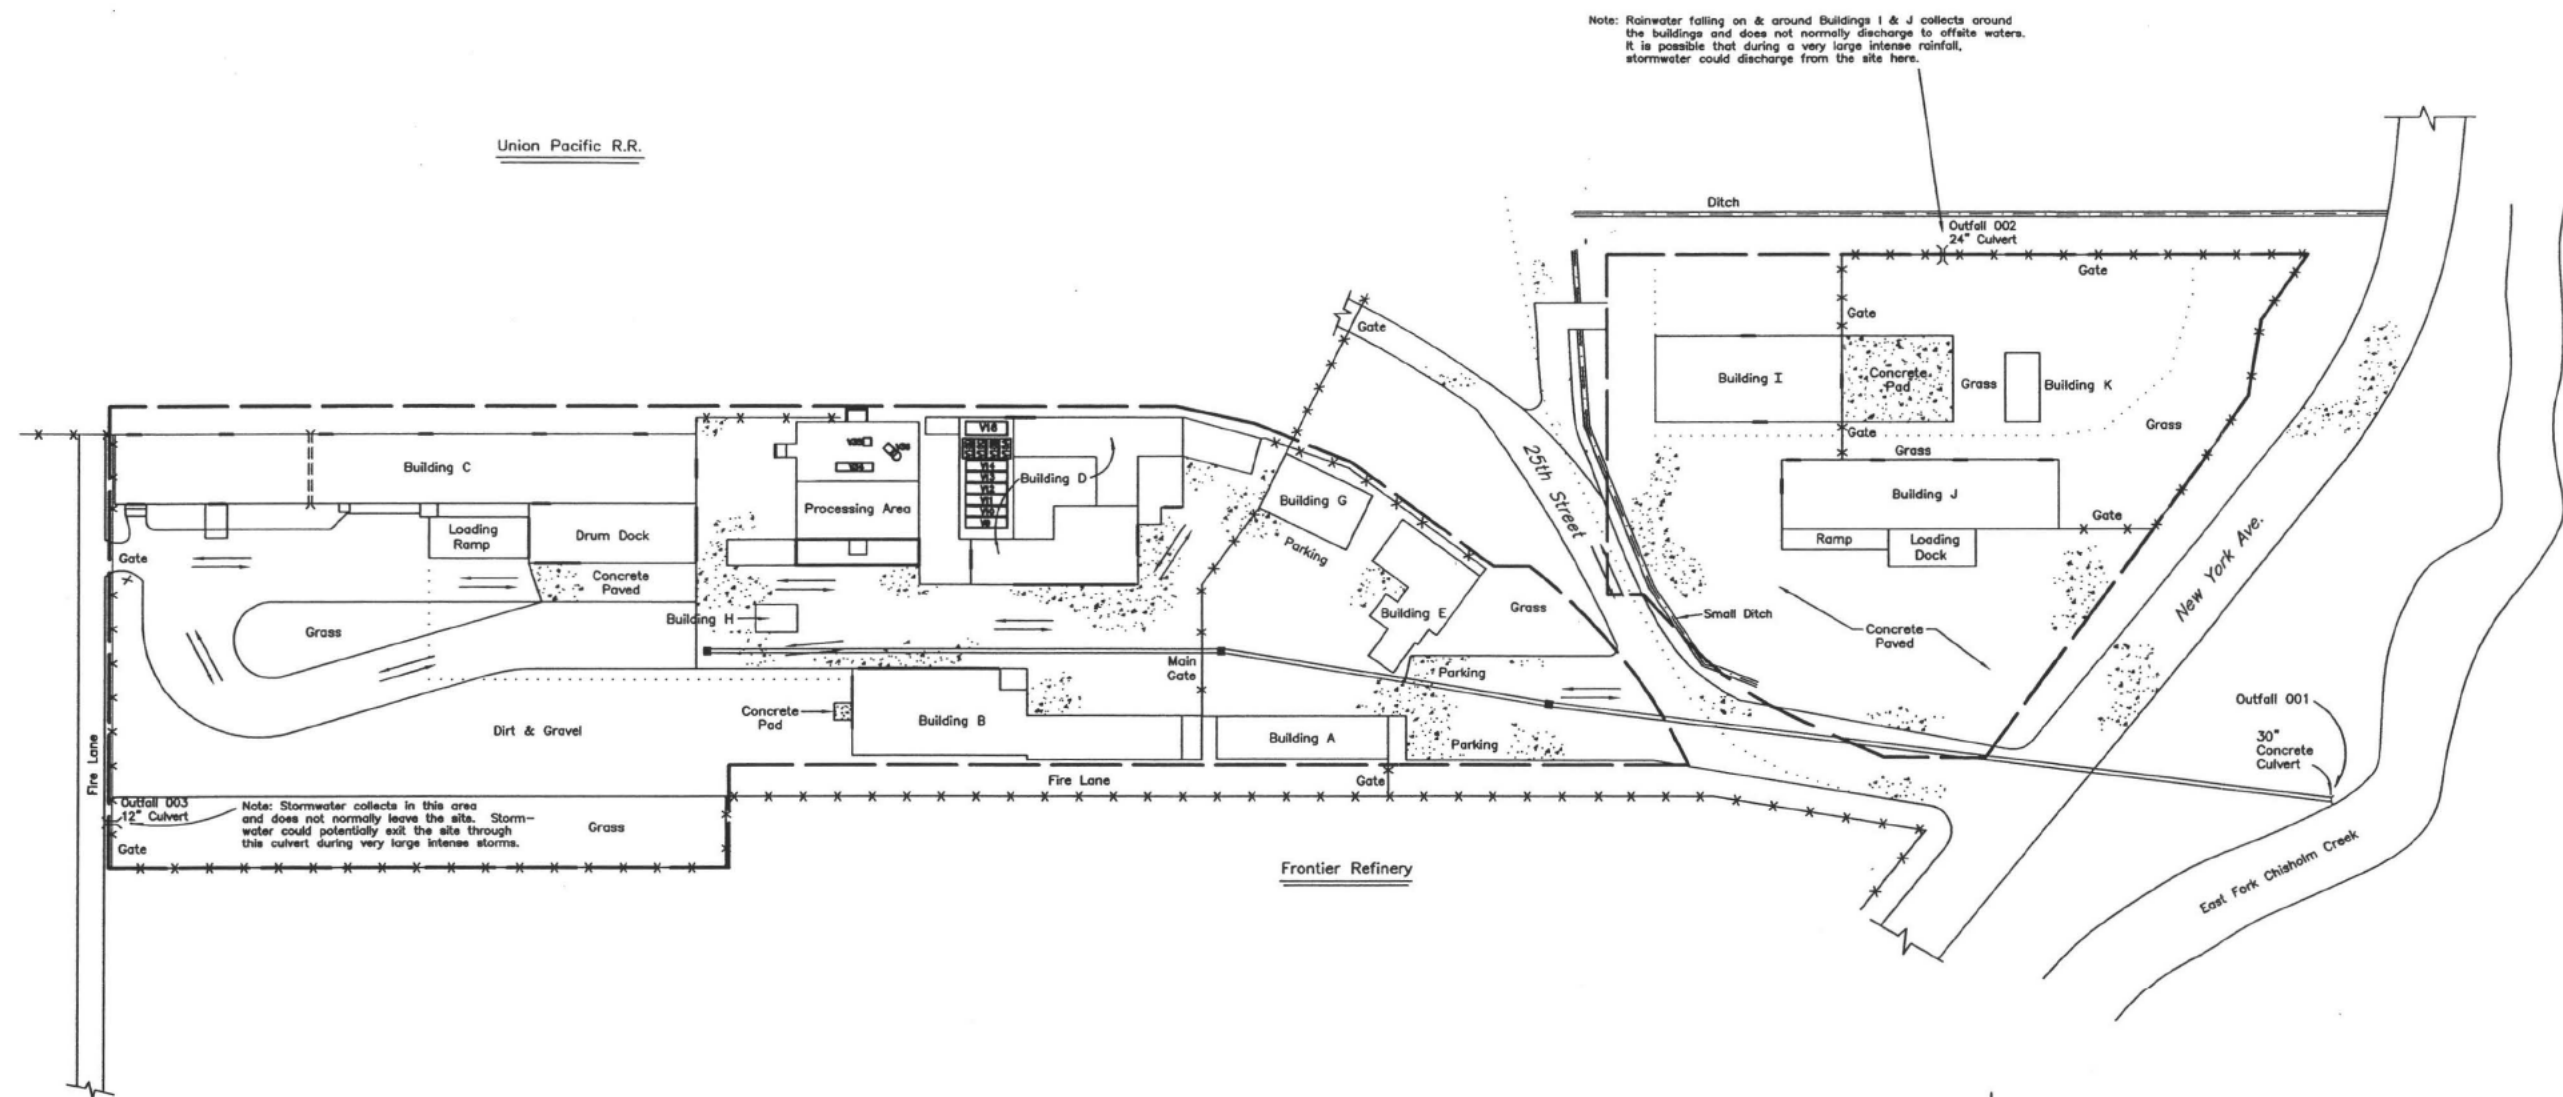 Note: Rainwater falling on & around Buildings I & J collects around
the buildings and does not normally discharge to offsite waters.
It is possible that during a very large intense rainfall,
stormwater could discharge from the site here.
Union Pacific R.R.
Ditch
Outfall 002
24" Culvert
Gate
Gate
Gate
Building I
Concrete
Pad
Grass
Building K
Grass
Gate
Grass
Building J
Gate
Ramp
Loading
Dock
25th Street
New York Ave.
Small Ditch
Concrete
Paved
Building C
V16
V14
V13
V12
V11
V10
V9
Building D
Building G
Processing Area
Loading
Ramp
Drum Dock
Parking
Gate
Concrete
Paved
Building E
Grass
Building H
Grass
Main
Gate
Parking
Outfall 001
30"
Concrete
Culvert
Concrete
Pad
Building B
Building A
Parking
Dirt & Gravel
Fire Lane
Fire Lane
Gate
Outfall 003
12" Culvert
Note: Stormwater collects in this area
and does not normally leave the site. Storm-
water could potentially exit the site through
this culvert during very large intense storms.
Grass
Gate
Frontier Refinery
East Fork Chisholm Creek